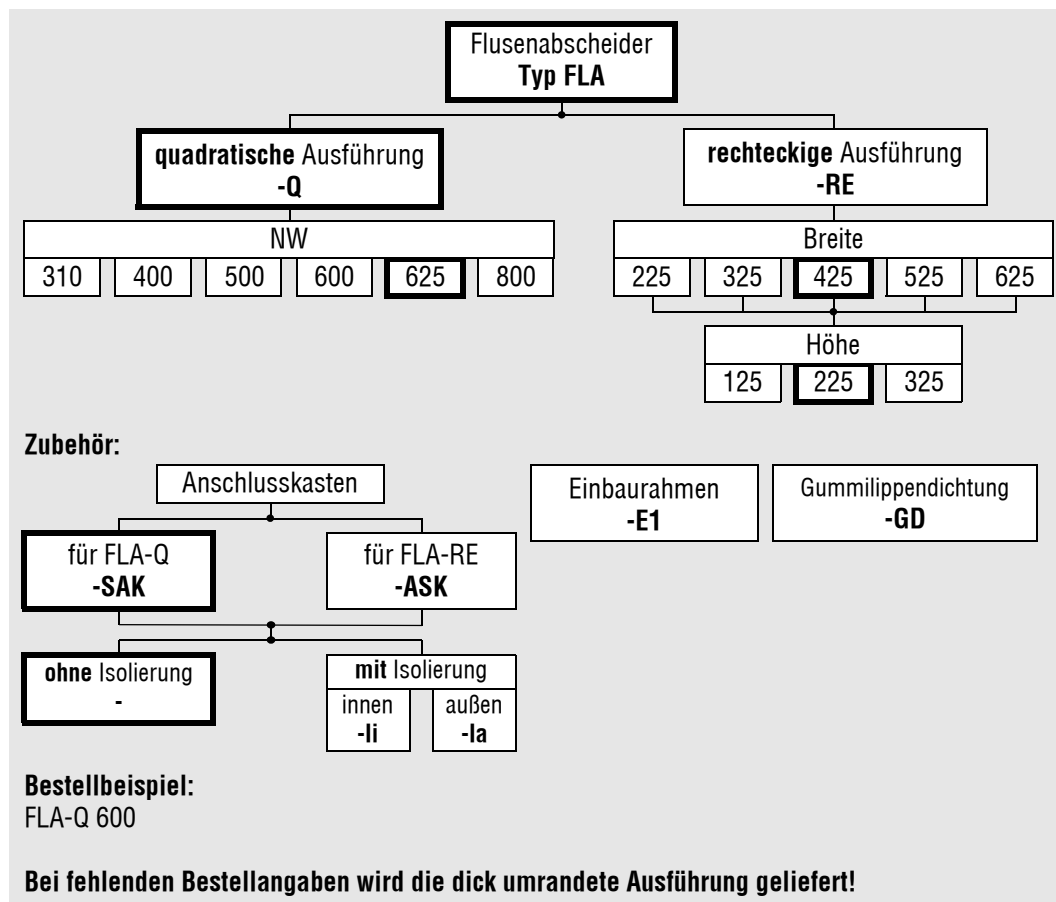 Flusenabscheider
Typ FLA
quadratische Ausführung
-Q
rechteckige Ausführung
-RE
NW
310 400 500 600 625 800
Breite
225 325 425 525 625
Höhe
125 225 325
Zubehör:
Anschlusskasten
für FLA-Q
-SAK
für FLA-RE
-ASK
Einbaurahmen
-E1
Gummilippendichtung
-GD
ohne Isolierung
-
mit Isolierung
innen
-Ii
außen
-Ia
Bestellbeispiel:
FLA-Q 600
Bei fehlenden Bestellangaben wird die dick umrandete Ausführung geliefert!